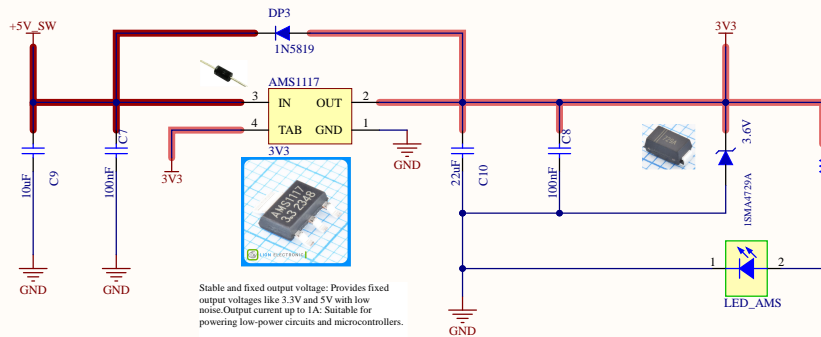 DP3
+5V_SW
3V3
1N5819
AMS1117
3 IN OUT 2
4 TAB GND 1
3V3
3V3
GND
C7
C8
3.6V
10uF
C9
100nF
22uF
C10
100nF
1SMA4729A
AMS1117
3.3 2348
LION ELECTRONIC
1 2
LED_AMS
GND
GND
GND
Stable and fixed output voltage: Provides fixed
output voltages like 3.3V and 5V with low
noise.Output current up to 1A: Suitable for
powering low-power circuits and microcontrollers.